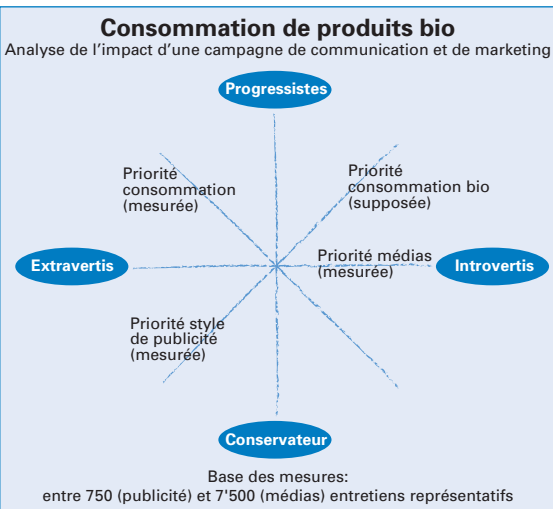 Consommation de produits bio
Analyse de l'impact d'une campagne de communication et de marketing
Progressistes
Priorité
consommation
(mesurée)
Priorité
consommation bio
(supposée)
Extravertis
Priorité médias
(mesurée)
Introvertis
Priorité style
de publicité
(mesurée)
Conservateur
Base des mesures:
entre 750 (publicité) et 7'500 (médias) entretiens représentatifs